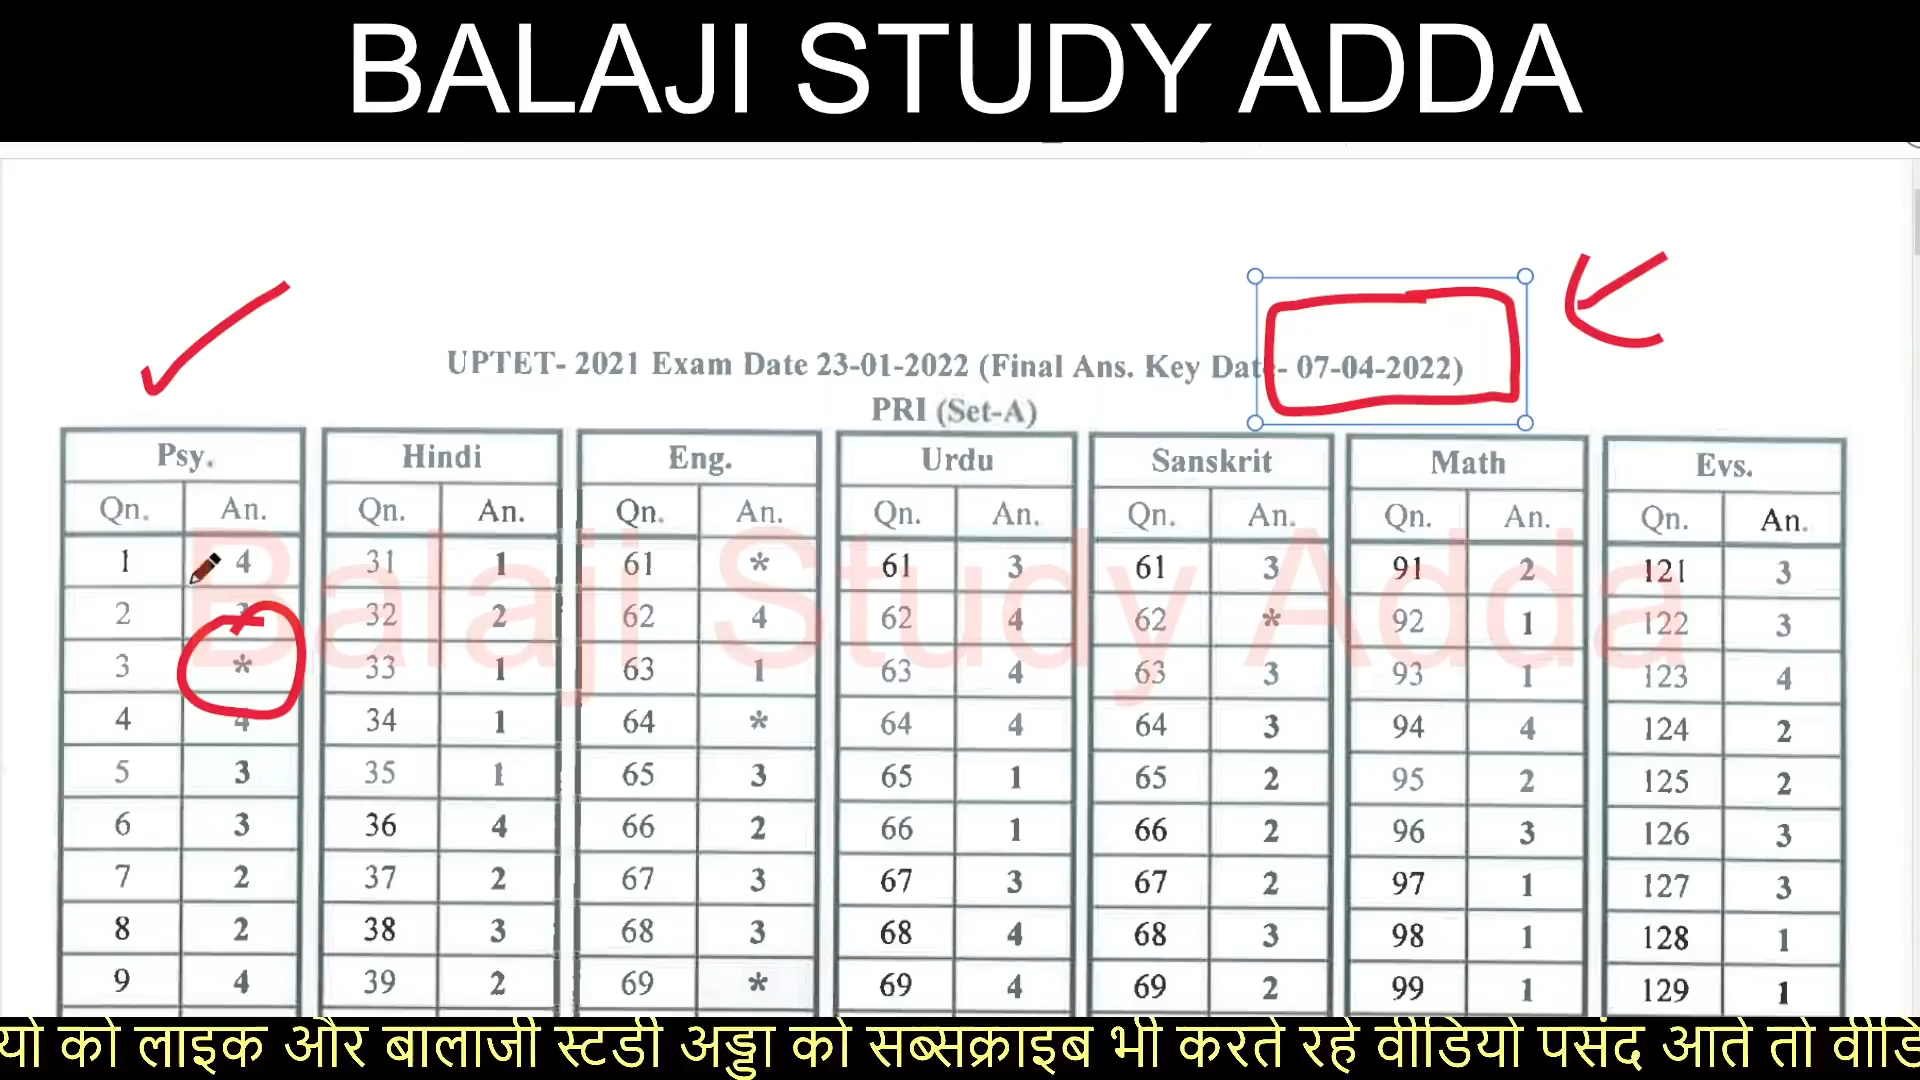 BALAJI STUDY ADDA
UPTET- 2021 Exam Date 23-01-2022 (Final Ans. Key Date- 07-04-2022)
PRI (Set-A)
Psy. Hindi Eng. Urdu Sanskrit Math Evs.
Qn. An. Qn. An. Qn. An. Qn. An. Qn. An. Qn. An. Qn. An.
1 4 31 1 61 * 61 3 61 3 91 2 121 3
2 32 2 62 4 62 4 62 * 92 1 122 3
3 * 33 1 63 1 63 4 63 3 93 1 123 4
4 4 34 1 64 * 64 4 64 3 94 4 124 2
5 3 35 1 65 3 65 1 65 2 95 2 125 2
6 3 36 4 66 2 66 1 66 2 96 3 126 3
7 2 37 2 67 3 67 3 67 2 97 1 127 3
8 2 38 3 68 3 68 4 68 3 98 1 128 1
9 4 39 2 69 * 69 4 69 2 99 1 129 1
Balaji Study Adda
यो को लाइक और बालाजी स्टडी अड्डा को सब्सक्राइब भी करते रहे वीडियो पसंद आते तो वीडि